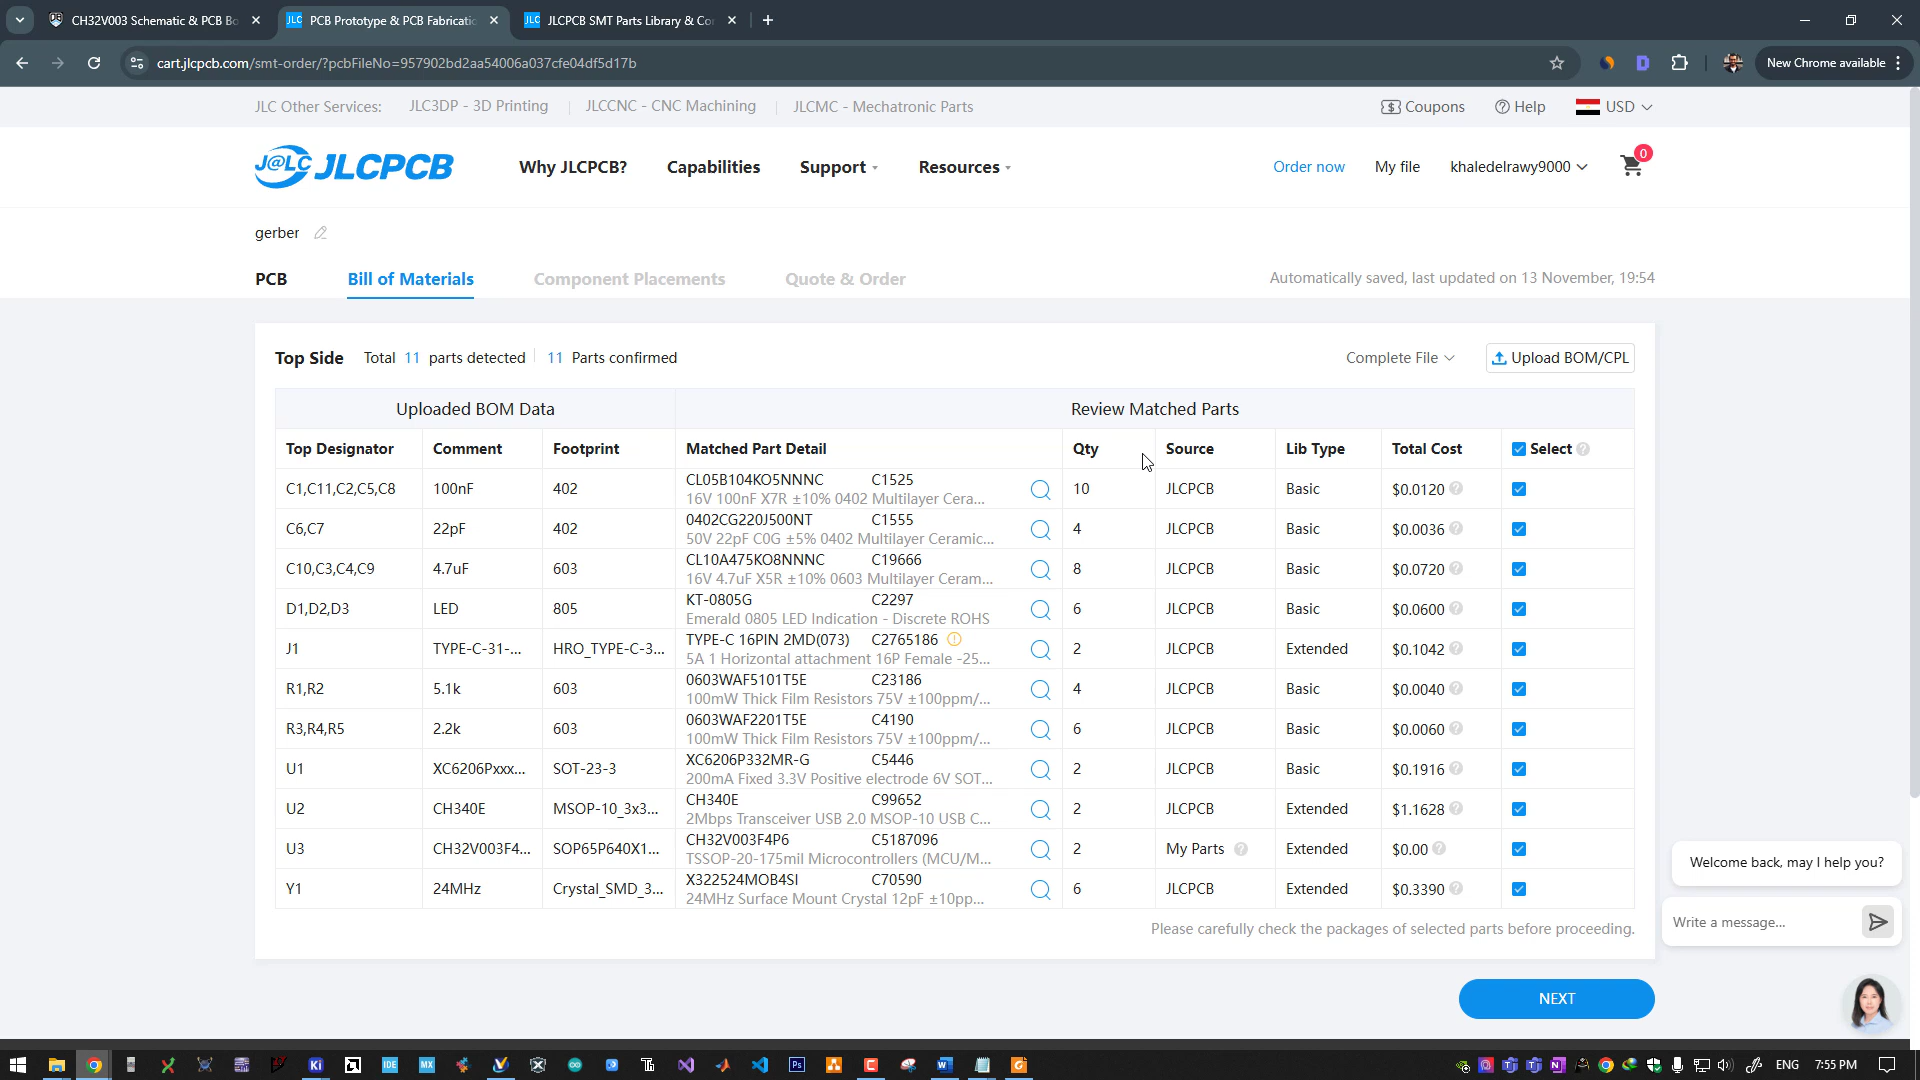 CH32V003 Schematic & PCB Bo
PCB Prototype & PCB Fabricatio
JLCPCB SMT Parts Library & Co
cart.jlcpcb.com/smt-order/?pcbFileNo=957902bd2aa54006a037cfe04df5d17b
New Chrome available
JLC Other Services: JLC3DP - 3D Printing JLCCNC - CNC Machining JLCMC - Mechatronic Parts
Coupons Help USD
J@LC JLCPCB Why JLCPCB? Capabilities Support Resources
Order now My file khaledelrawy9000 0
gerber
PCB Bill of Materials Component Placements Quote & Order
Automatically saved, last updated on 13 November, 19:54
Top Side Total 11 parts detected 11 Parts confirmed
Complete File Upload BOM/CPL
Uploaded BOM Data Review Matched Parts
Top Designator Comment Footprint Matched Part Detail Qty Source Lib Type Total Cost Select
C1,C11,C2,C5,C8 100nF 402 CL05B104KO5NNNC C1525 10 JLCPCB Basic $0.0120
16V 100nF X7R ±10% 0402 Multilayer Cera...
C6,C7 22pF 402 0402CG220J500NT C1555 4 JLCPCB Basic $0.0036
50V 22pF C0G ±5% 0402 Multilayer Ceramic...
C10,C3,C4,C9 4.7uF 603 CL10A475KO8NNNC C19666 8 JLCPCB Basic $0.0720
16V 4.7uF X5R ±10% 0603 Multilayer Ceram...
D1,D2,D3 LED 805 KT-0805G C2297 6 JLCPCB Basic $0.0600
Emerald 0805 LED Indication - Discrete ROHS
J1 TYPE-C-31-... HRO_TYPE-C-3... TYPE-C 16PIN 2MD(073) C2765186 2 JLCPCB Extended $0.1042
5A 1 Horizontal attachment 16P Female -25...
R1,R2 5.1k 603 0603WAF5101T5E C23186 4 JLCPCB Basic $0.0040
100mW Thick Film Resistors 75V ±100ppm/...
R3,R4,R5 2.2k 603 0603WAF2201T5E C4190 6 JLCPCB Basic $0.0060
100mW Thick Film Resistors 75V ±100ppm/...
U1 XC6206Pxxx... SOT-23-3 XC6206P332MR-G C5446 2 JLCPCB Basic $0.1916
200mA Fixed 3.3V Positive electrode 6V SOT...
U2 CH340E MSOP-10_3x3... CH340E C99652 2 JLCPCB Extended $1.1628
2Mbps Transceiver USB 2.0 MSOP-10 USB C...
U3 CH32V003F4... SOP65P640X1... CH32V003F4P6 C5187096 2 My Parts Extended $0.00
TSSOP-20-175mil Microcontrollers (MCU/M...
Y1 24MHz Crystal_SMD_3... X322524MOB4SI C70590 6 JLCPCB Extended $0.3390
24MHz Surface Mount Crystal 12pF ±10pp...
Please carefully check the packages of selected parts before proceeding.
Welcome back, may I help you?
Write a message...
NEXT
ENG 7:55 PM